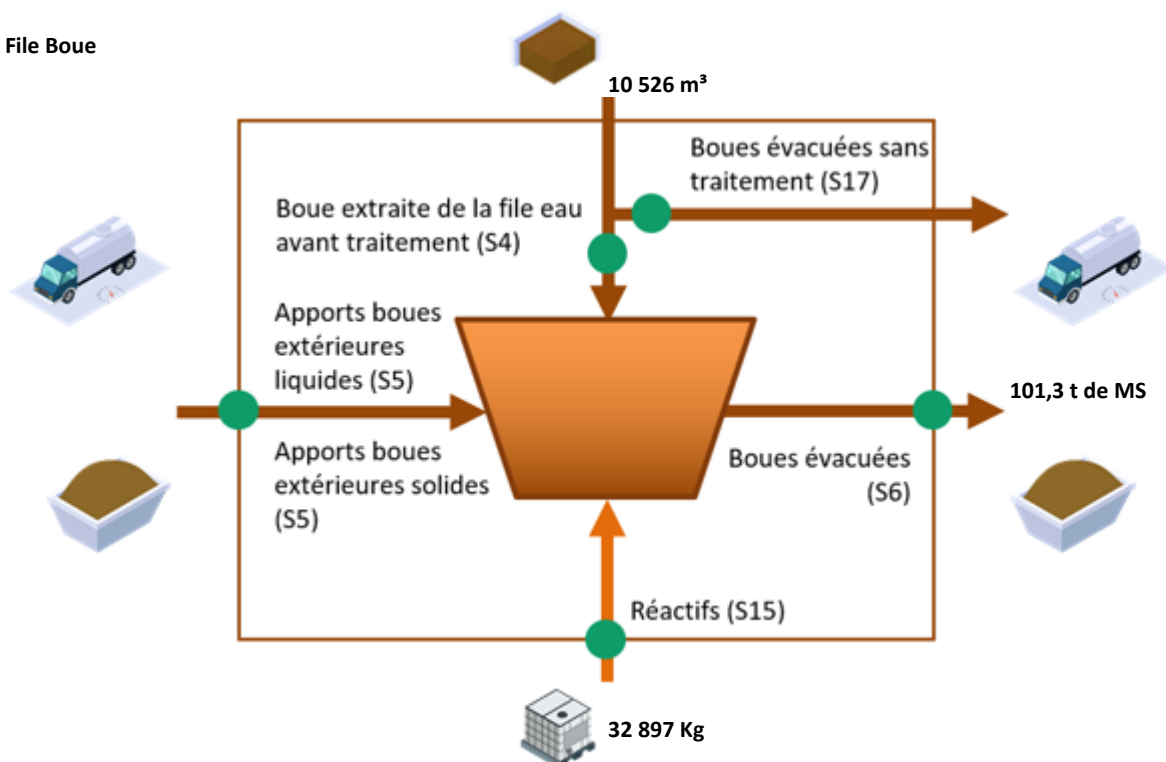 File Boue
10 526 m³
Boues évacuées sans
traitement (S17)
Boue extraite de la file eau
avant traitement (S4)
Apports boues
extérieures
liquides (S5)
101,3 t de MS
Apports boues
extérieures solides
(S5)
Boues évacuées
(S6)
Réactifs (S15)
32 897 Kg